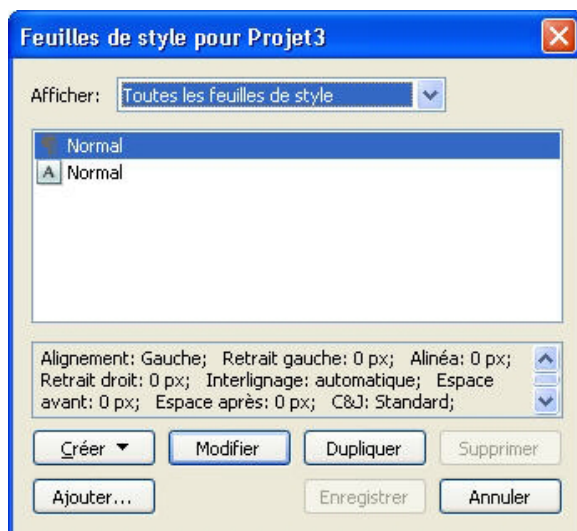 Feuilles de style pour Projet3
Afficher: Toutes les feuilles de style
¶ Normal
A Normal
Alignement: Gauche; Retrait gauche: 0 px; Alinéa: 0 px;
Retrait droit: 0 px; Interlignage: automatique; Espace
avant: 0 px; Espace après: 0 px; C&J: Standard;
Créer Modifier Dupliquer Supprimer
Ajouter... Enregistrer Annuler